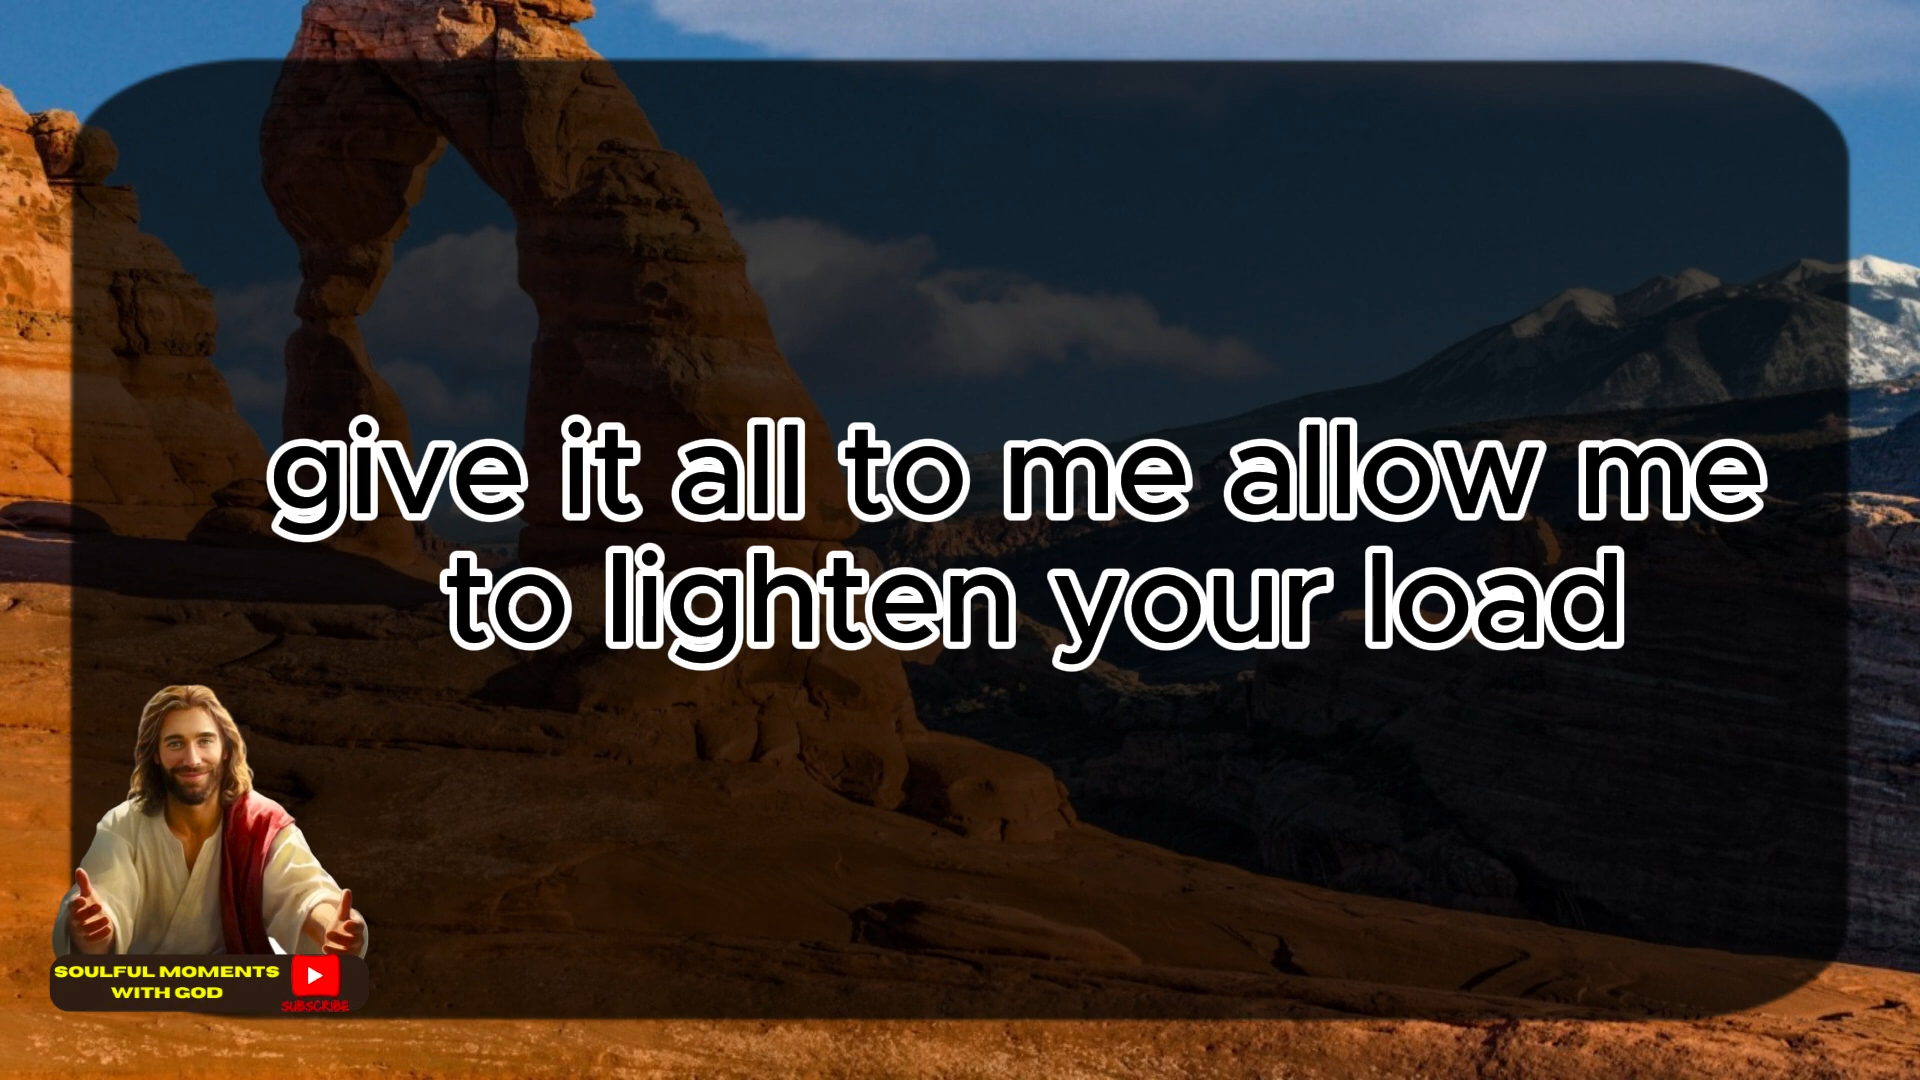 give it all to me allow me
to lighten your load
SOULFUL MOMENTS
WITH GOD
SUBSCRIBE